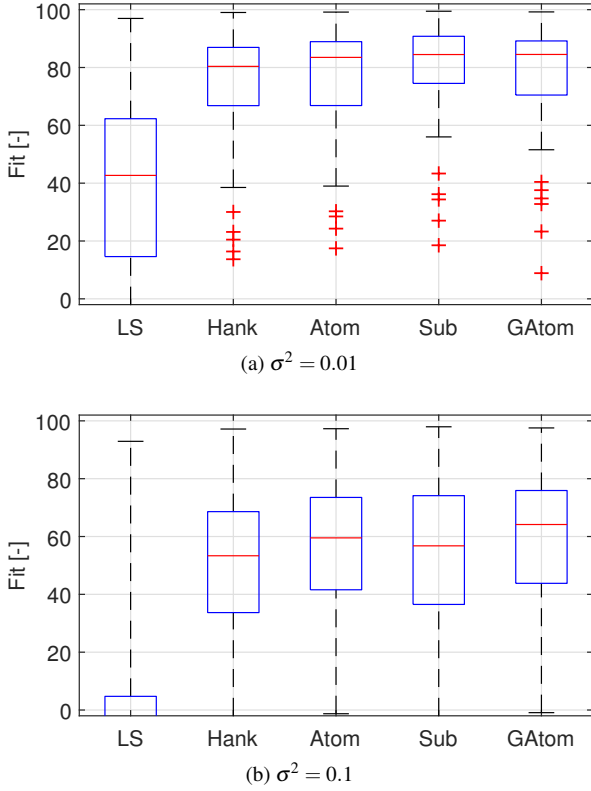 100
80
60
40
20
0
Fit [-]
LS Hank Atom Sub GAtom
(a) σ² = 0.01
100
80
60
40
20
0
Fit [-]
LS Hank Atom Sub GAtom
(b) σ² = 0.1